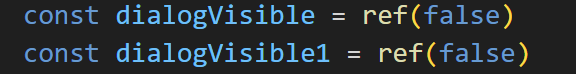 const dialogVisible = ref(false)
const dialogVisible1 = ref(false)